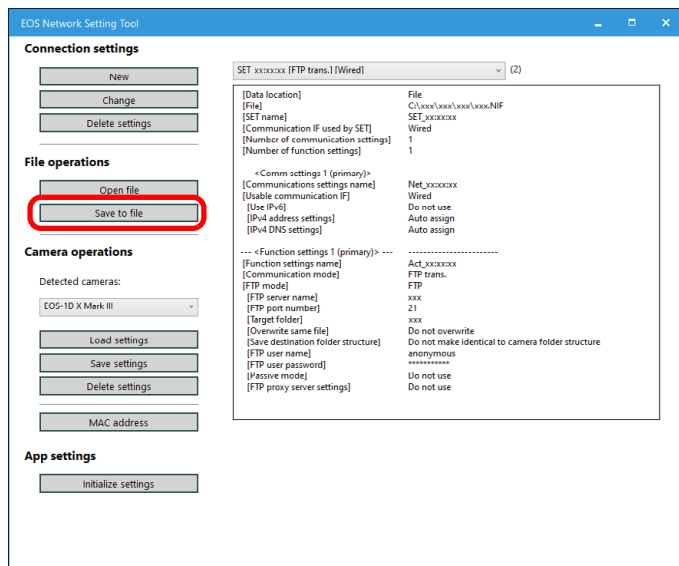 EOS Network Setting Tool
Connection settings
New
Change
Delete settings
File operations
Open file
Save to file
Camera operations
Detected cameras:
EOS-1D X Mark III
Load settings
Save settings
Delete settings
MAC address
App settings
Initialize settings
SET xx:xx:xx [FTP trans.] [Wired] (2)
[Data location] File
[File] C:\xxx\xxx\xxx\xxx.NIF
[SET name] SET_xx:xx:xx
[Communication IF used by SET] Wired
[Number of communication settings] 1
[Number of function settings] 1
<Comm settings 1 (primary)>
[Communications settings name] Net_xx:xx:xx
[Usable communication IF] Wired
[Use IPv6] Do not use
[IPv4 address settings] Auto assign
[IPv4 DNS settings] Auto assign
--- <Function settings 1 (primary)> --- ------------------------
[Function settings name] Act_xx:xx:xx
[Communication mode] FTP trans.
[FTP mode] FTP
[FTP server name] xxx
[FTP port number] 21
[Target folder] xxx
[Overwrite same file] Do not overwrite
[Save destination folder structure] Do not make identical to camera folder structure
[FTP user name] anonymous
[FTP user password] ***********
[Passive mode] Do not use
[FTP proxy server settings] Do not use